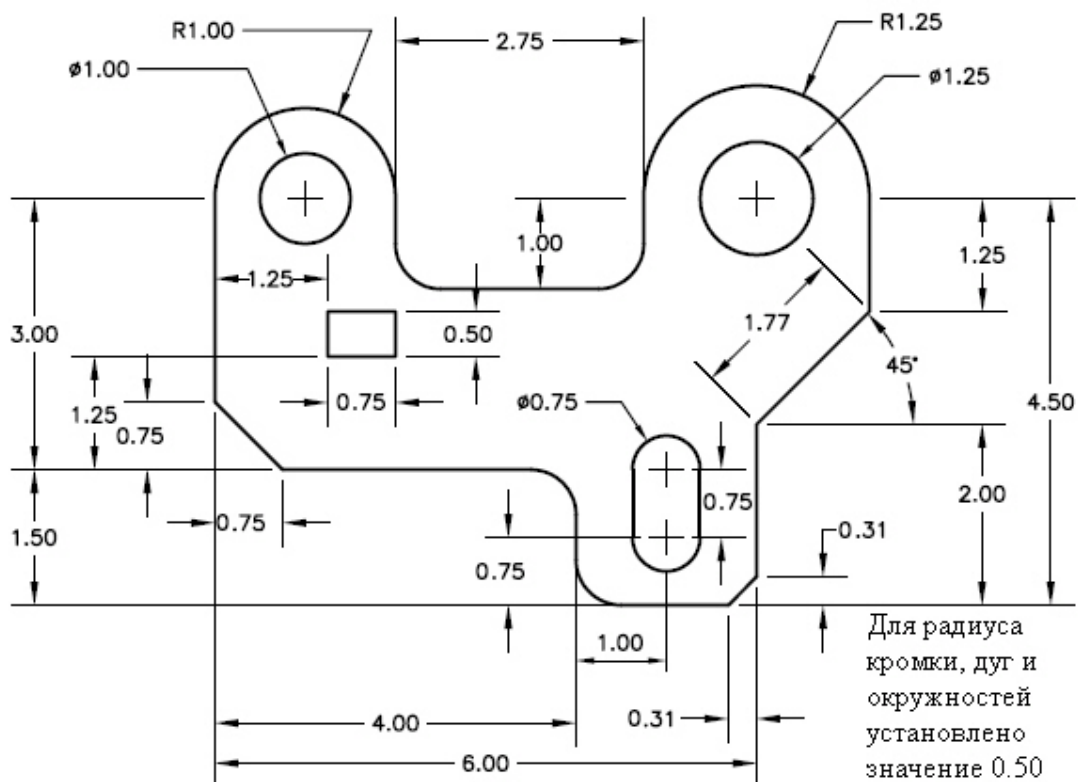 R1.00
2.75
R1.25
ø1.00
ø1.25
1.00
1.25
1.25
3.00
0.50
1.77
45°
4.50
1.25
0.75
0.75
ø0.75
0.75
2.00
1.50
0.75
0.31
0.75
1.00
4.00
0.31
6.00
Для радиуса
кромки, дуг и
окружностей
установлено
значение 0.50